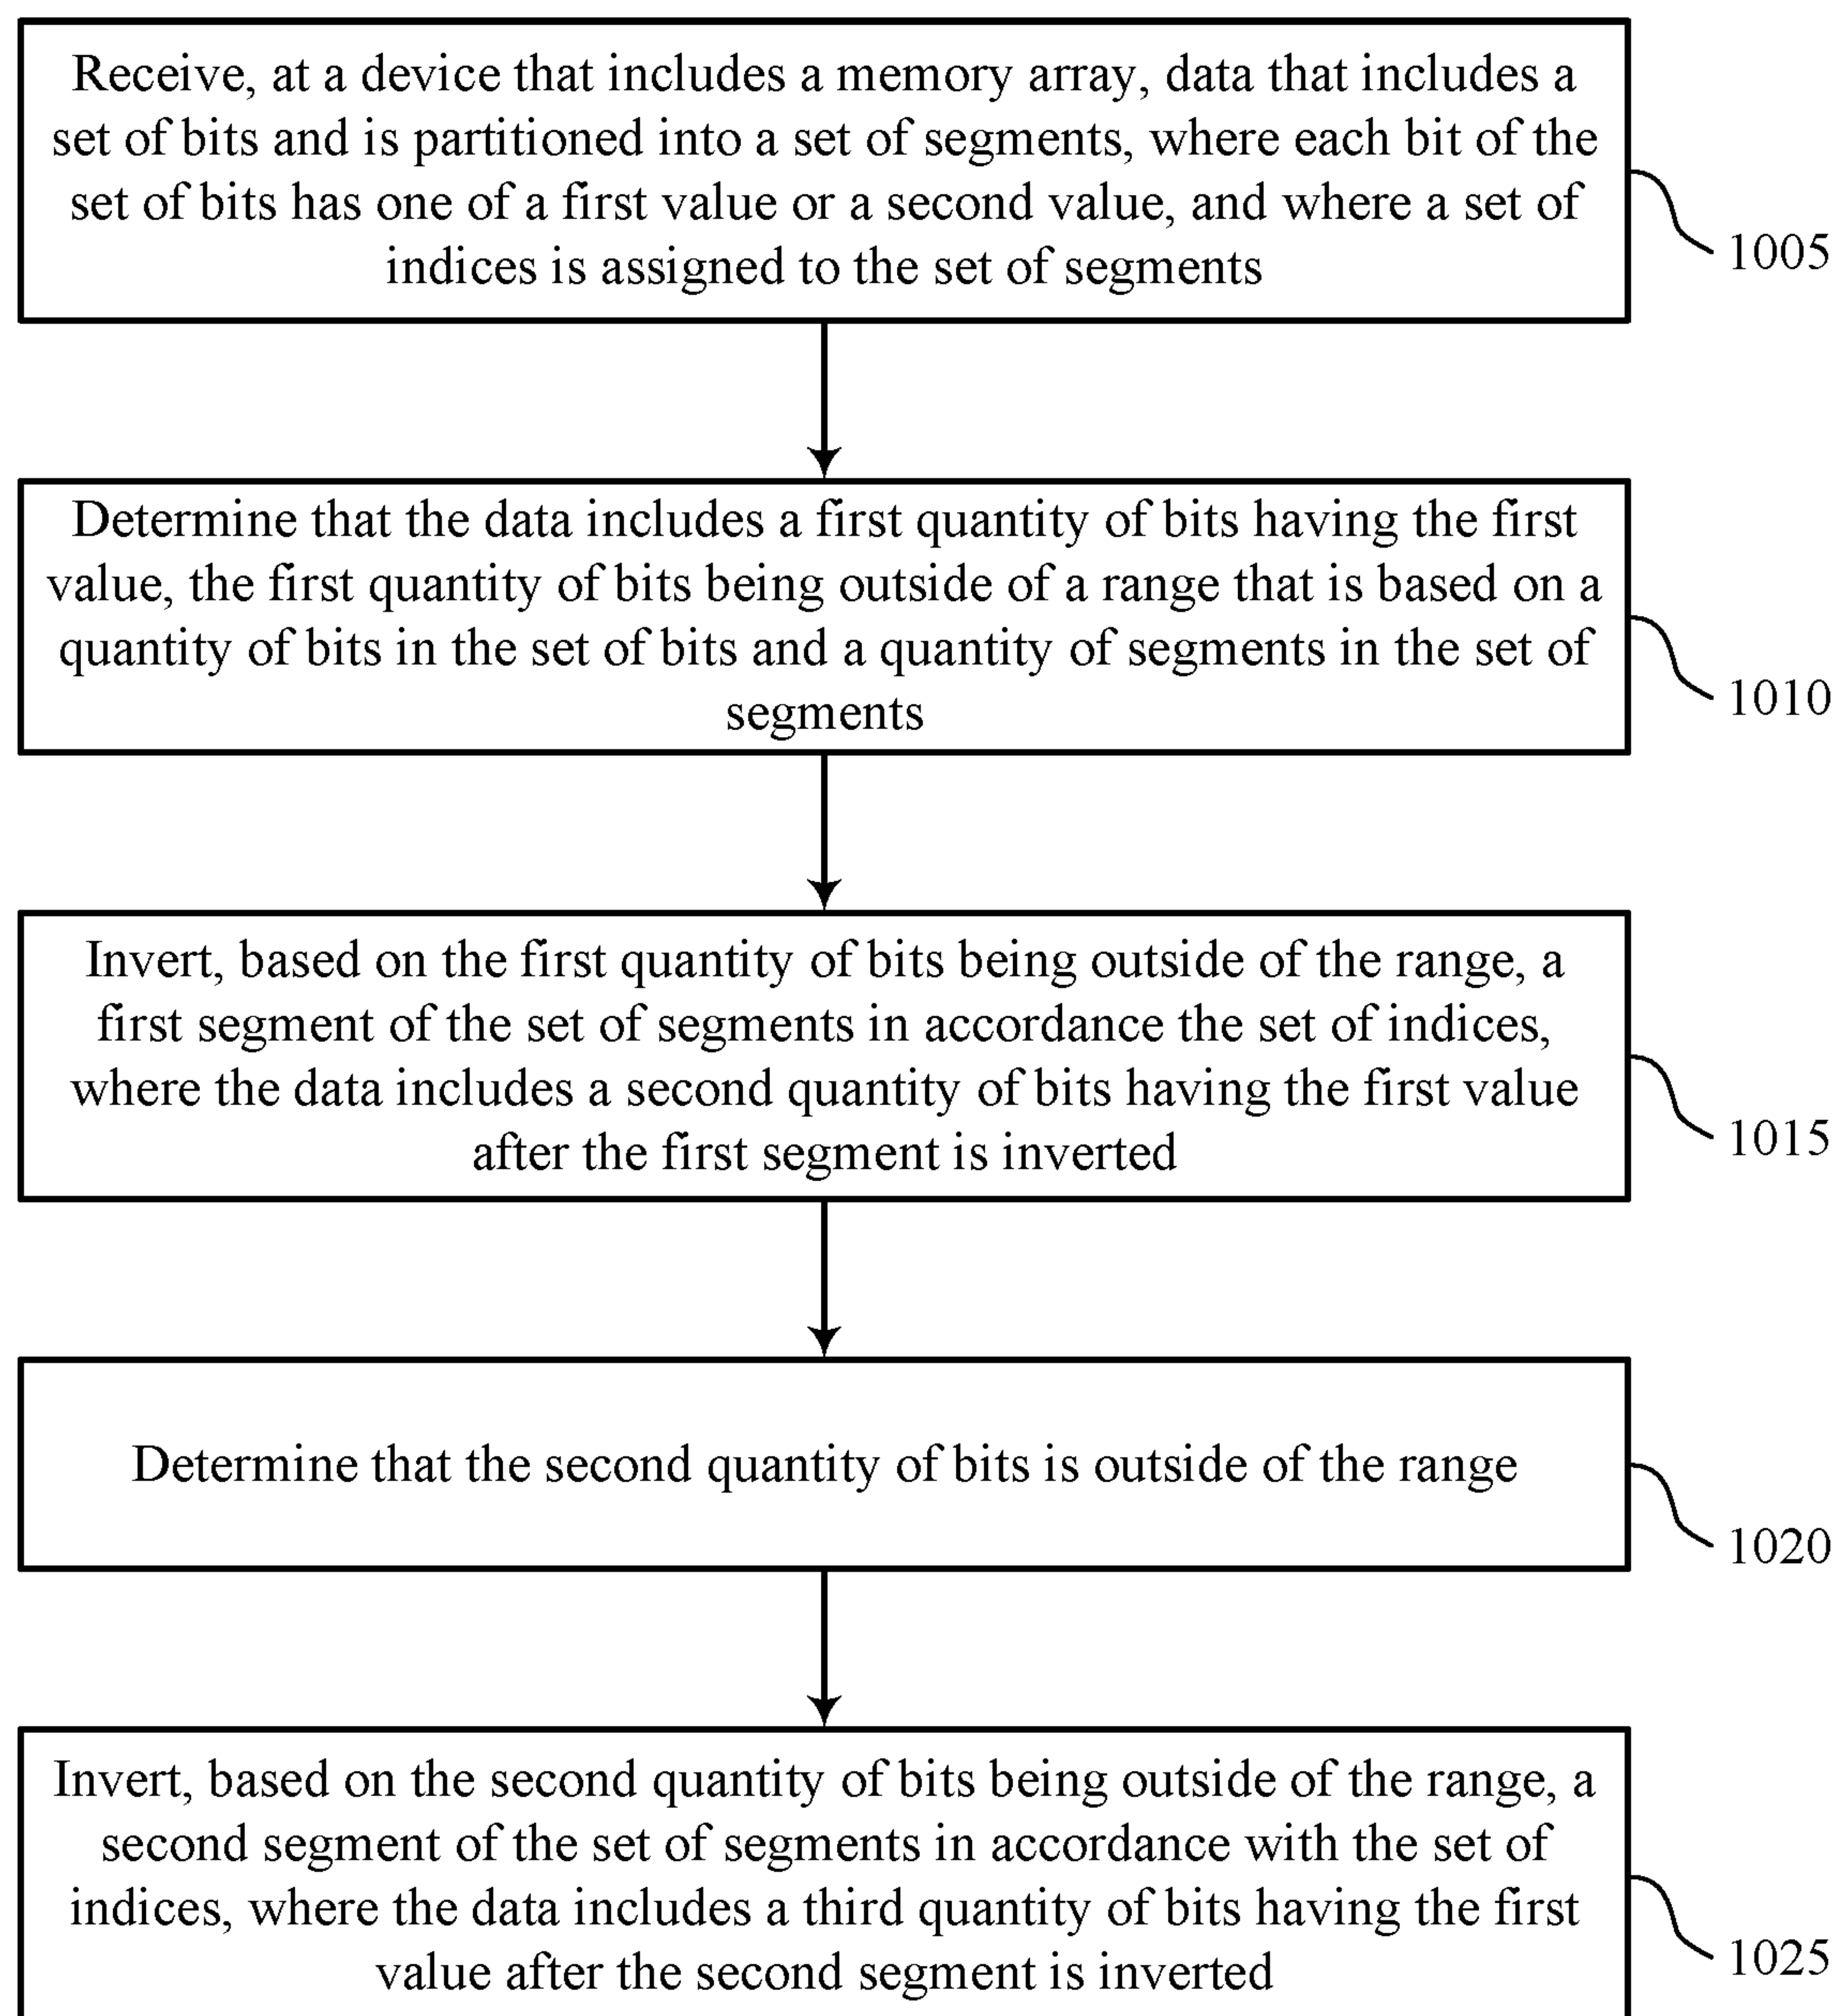 Receive, at a device that includes a memory array, data that includes a
set of bits and is partitioned into a set of segments, where each bit of the
set of bits has one of a first value or a second value, and where a set of
indices is assigned to the set of segments
1005
Determine that the data includes a first quantity of bits having the first
value, the first quantity of bits being outside of a range that is based on a
quantity of bits in the set of bits and a quantity of segments in the set of
segments
1010
Invert, based on the first quantity of bits being outside of the range, a
first segment of the set of segments in accordance the set of indices,
where the data includes a second quantity of bits having the first value
after the first segment is inverted
1015
Determine that the second quantity of bits is outside of the range
1020
Invert, based on the second quantity of bits being outside of the range, a
second segment of the set of segments in accordance with the set of
indices, where the data includes a third quantity of bits having the first
value after the second segment is inverted
1025